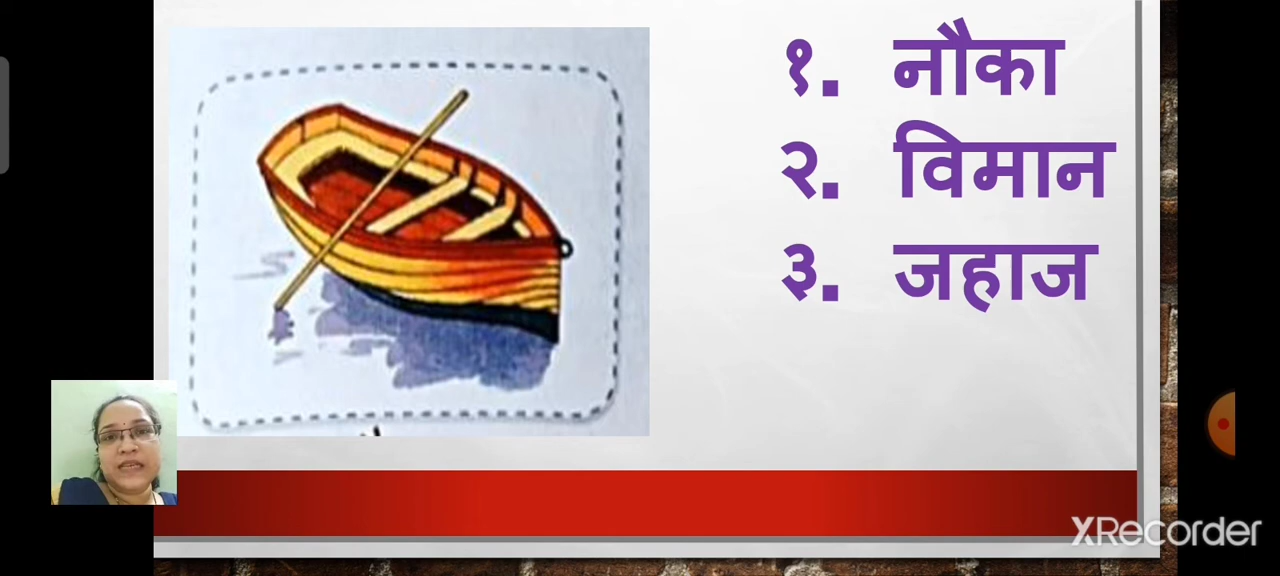 १. नौका
२. विमान
३. जहाज
XRecorder